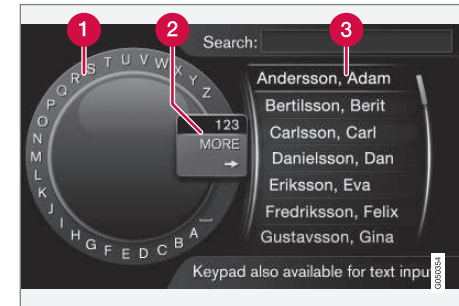 1
2
3
Search:
A B C D E F G H I J K L M N O P Q R S T U V W X Y Z
123
MORE
Andersson, Adam
Bertilsson, Berit
Carlsson, Carl
Danielsson, Dan
Eriksson, Eva
Fredriksson, Felix
Gustavsson, Gina
Keypad also available for text input
G050354